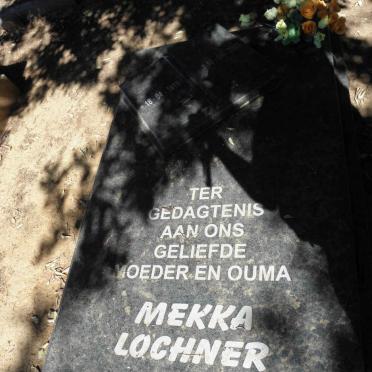 TER
GEDAGTENIS
AAN ONS
GELIEFDE
MOEDER EN OUMA
MEKKA
LOCHNER